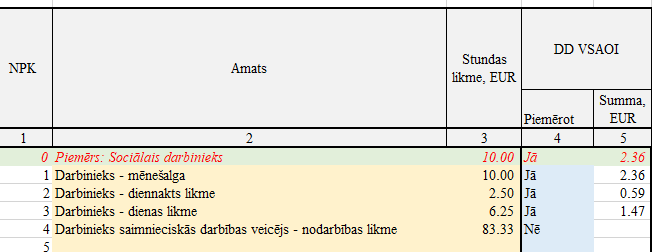 NPK Amats Stundas likme, EUR DD VSAOI
Piemērot Summa, EUR
1 2 3 4 5
0 Piemērs: Sociālais darbinieks 10.00 Jā 2.36
1 Darbinieks - mēnešalga 10.00 Jā 2.36
2 Darbinieks - diennakts likme 2.50 Jā 0.59
3 Darbinieks - dienas likme 6.25 Jā 1.47
4 Darbinieks saimnieciskās darbības veicējs - nodarbības likme 83.33 Nē
5